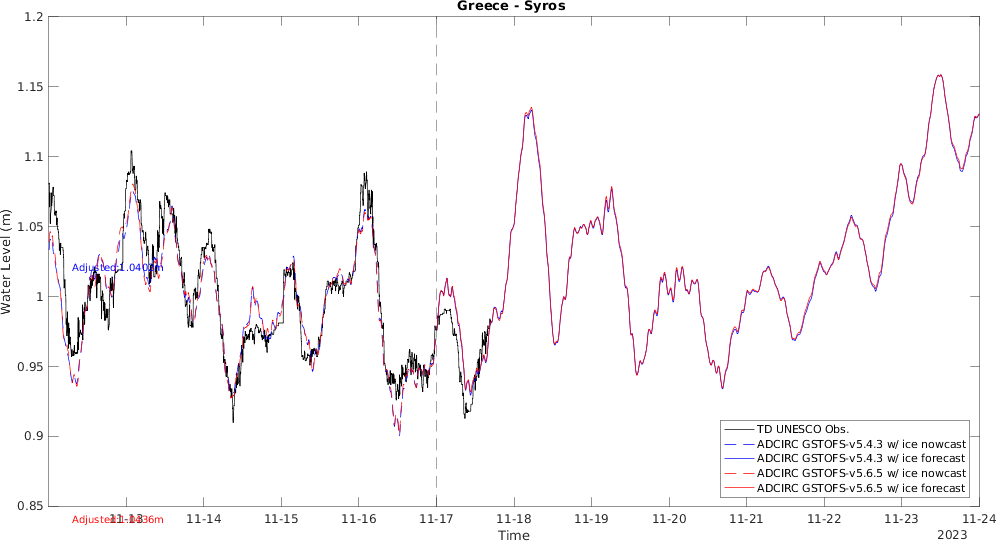 Greece - Syros
1.2
1.15
1.1
1.05
1
0.95
0.9
0.85
Water Level (m)
TD UNESCO Obs.
ADCIRC GSTOFS-v5.4.3 w/ ice nowcast
ADCIRC GSTOFS-v5.4.3 w/ ice forecast
ADCIRC GSTOFS-v5.6.5 w/ ice nowcast
ADCIRC GSTOFS-v5.6.5 w/ ice forecast
11-13 11-14 11-15 11-16 11-17 11-18 11-19 11-20 11-21 11-22 11-23 11-24
Time
2023